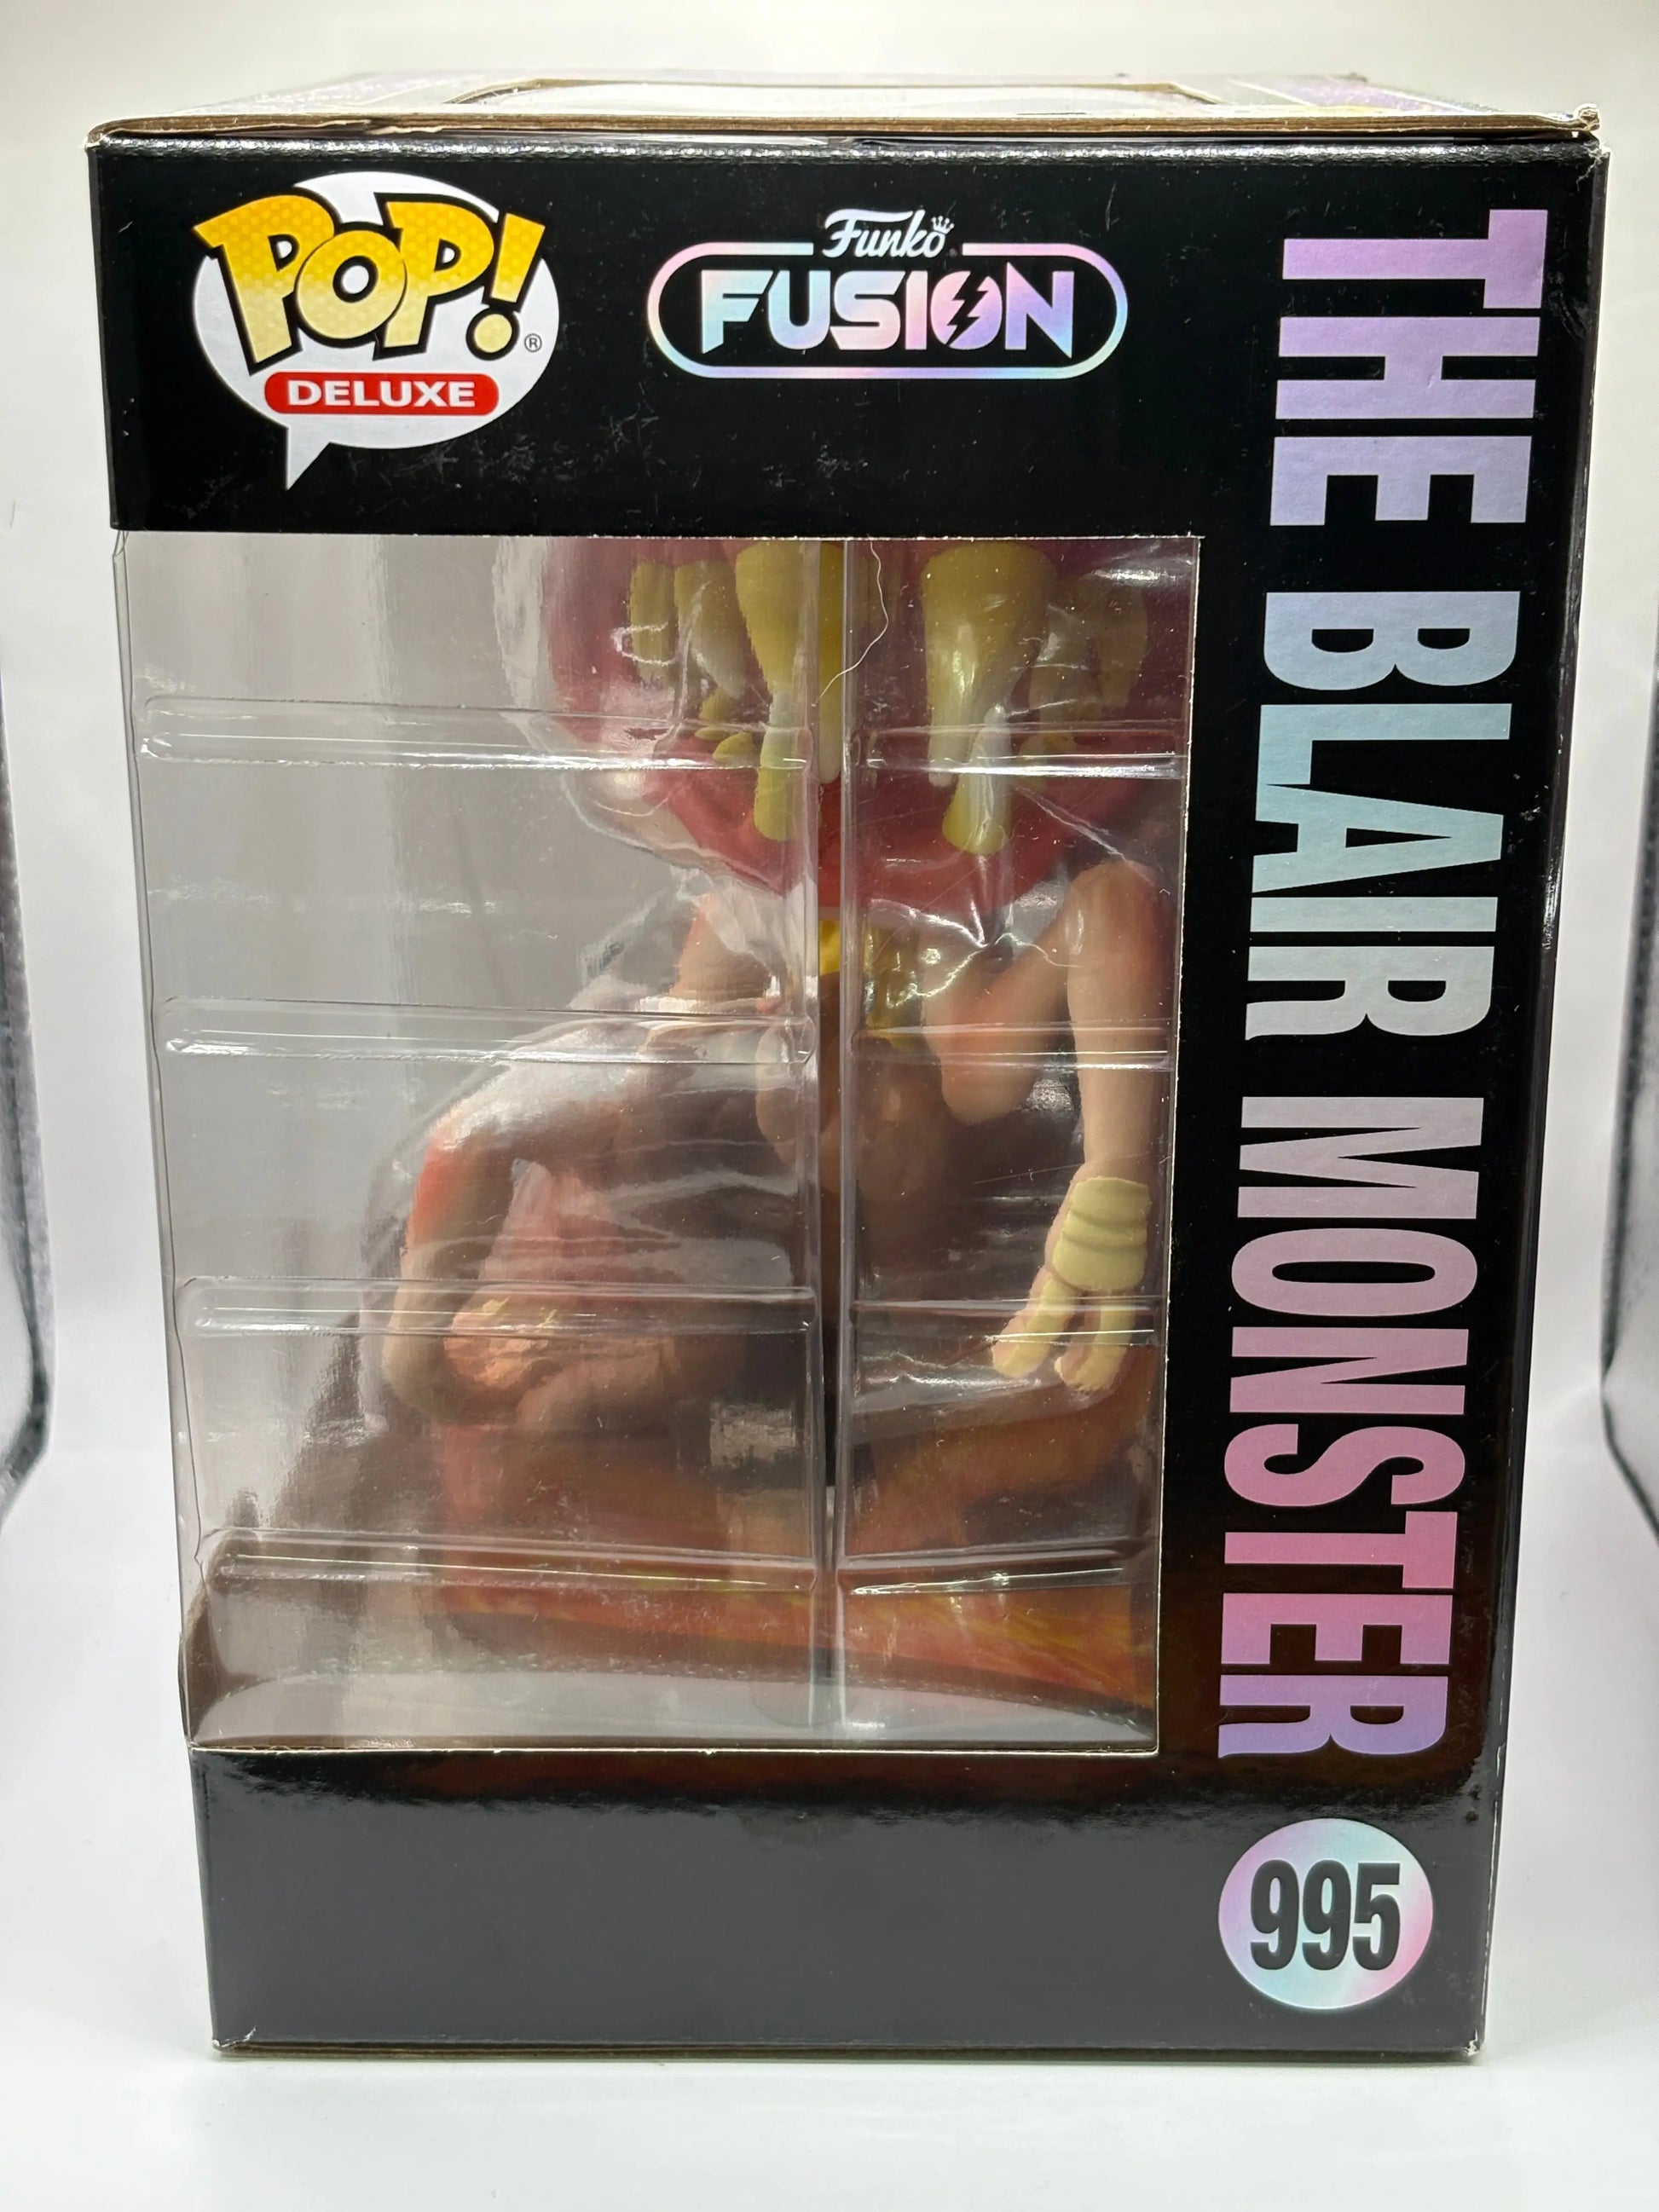 POP!®
DELUXE
Funko
FUSION
THE BLAIR MONSTER
995